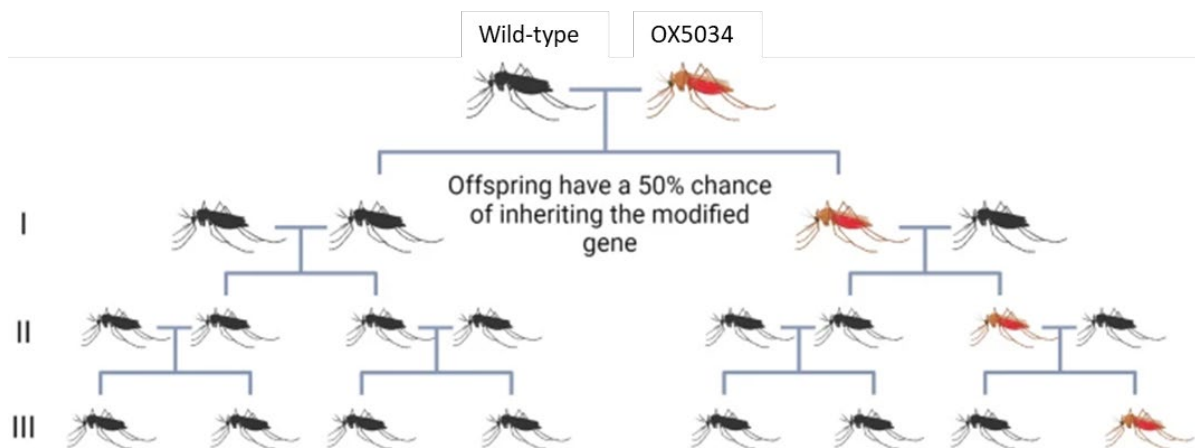 Wild-type
OX5034
Offspring have a 50% chance
of inheriting the modified
gene
I
II
III